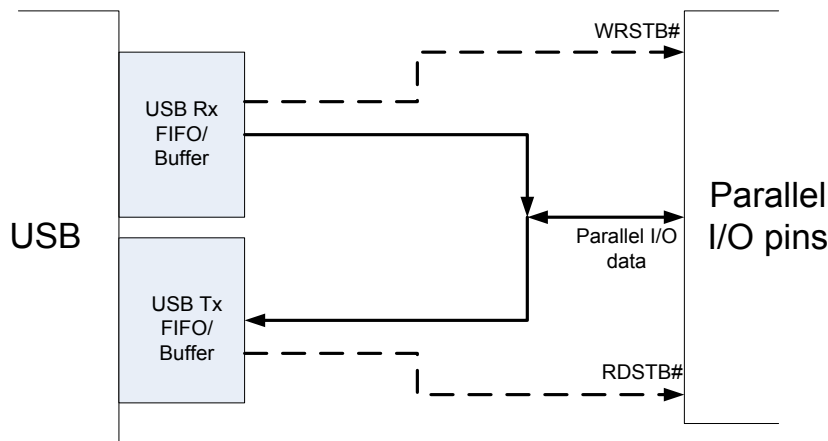 WRSTB#
USB Rx
FIFO/
Buffer
USB
Parallel I/O
data
Parallel
I/O pins
USB Tx
FIFO/
Buffer
RDSTB#